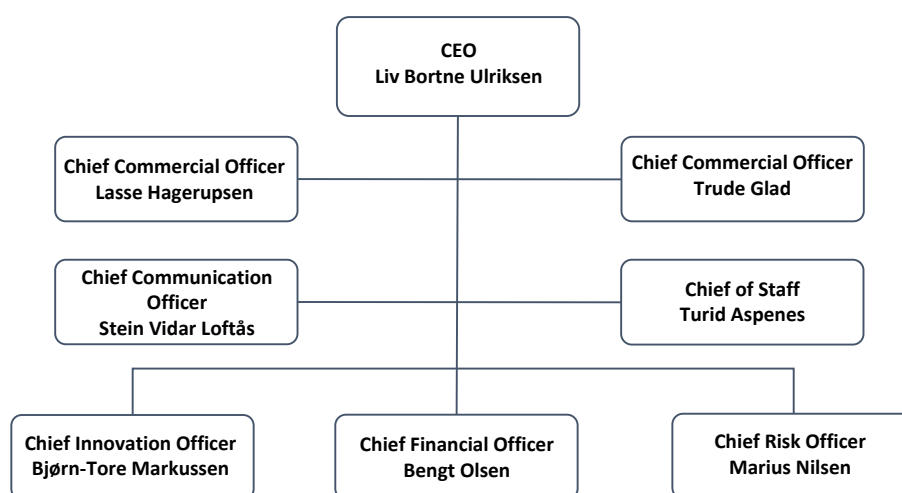 CEO
Liv Bortne Ulriksen
Chief Commercial Officer
Lasse Hagerupsen
Chief Commercial Officer
Trude Glad
Chief Communication
Officer
Stein Vidar Loftås
Chief of Staff
Turid Aspenes
Chief Innovation Officer
Bjørn-Tore Markussen
Chief Financial Officer
Bengt Olsen
Chief Risk Officer
Marius Nilsen